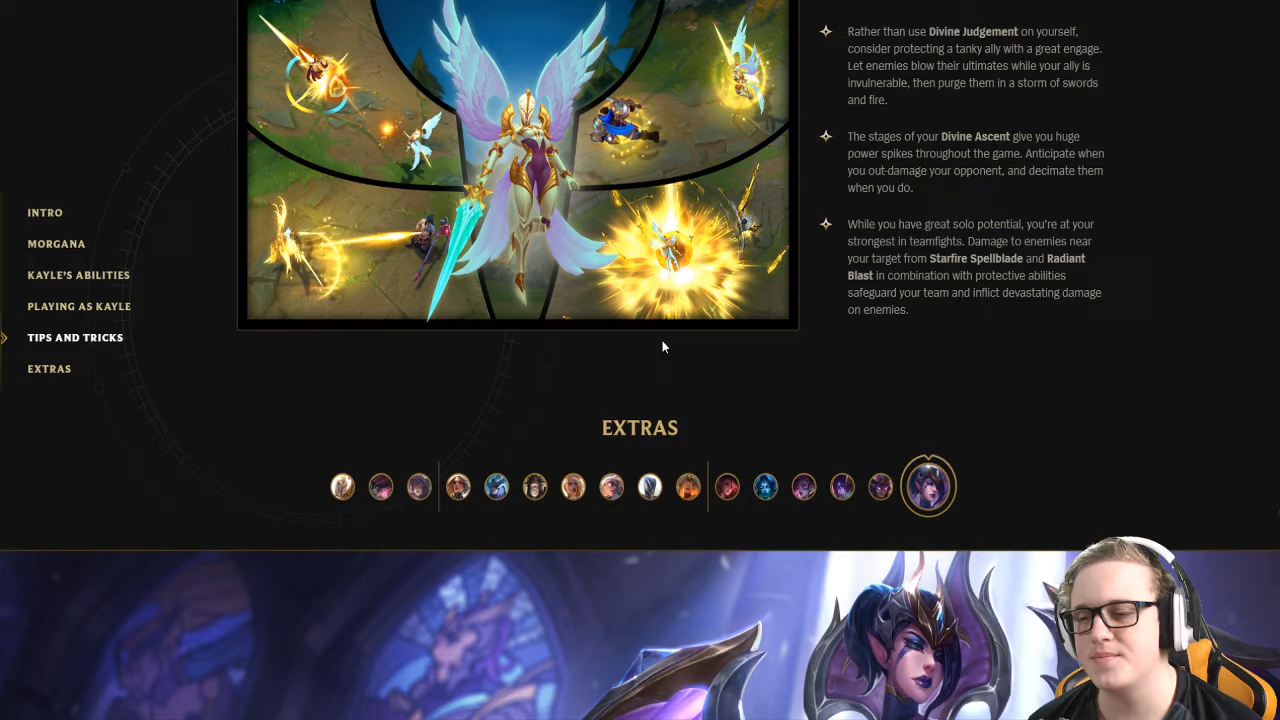 Rather than use Divine Judgement on yourself,
consider protecting a tanky ally with a great engage.
Let enemies blow their ultimates while your ally is
invulnerable, then purge them in a storm of swords
and fire.
The stages of your Divine Ascent give you huge
power spikes throughout the game. Anticipate when
you out-damage your opponent, and decimate them
when you do.
While you have great solo potential, you're at your
strongest in teamfights. Damage to enemies near
your target from Starfire Spellblade and Radiant
Blast in combination with protective abilities
safeguard your team and inflict devastating damage
on enemies.
INTRO
MORGANA
KAYLE'S ABILITIES
PLAYING AS KAYLE
TIPS AND TRICKS
EXTRAS
EXTRAS